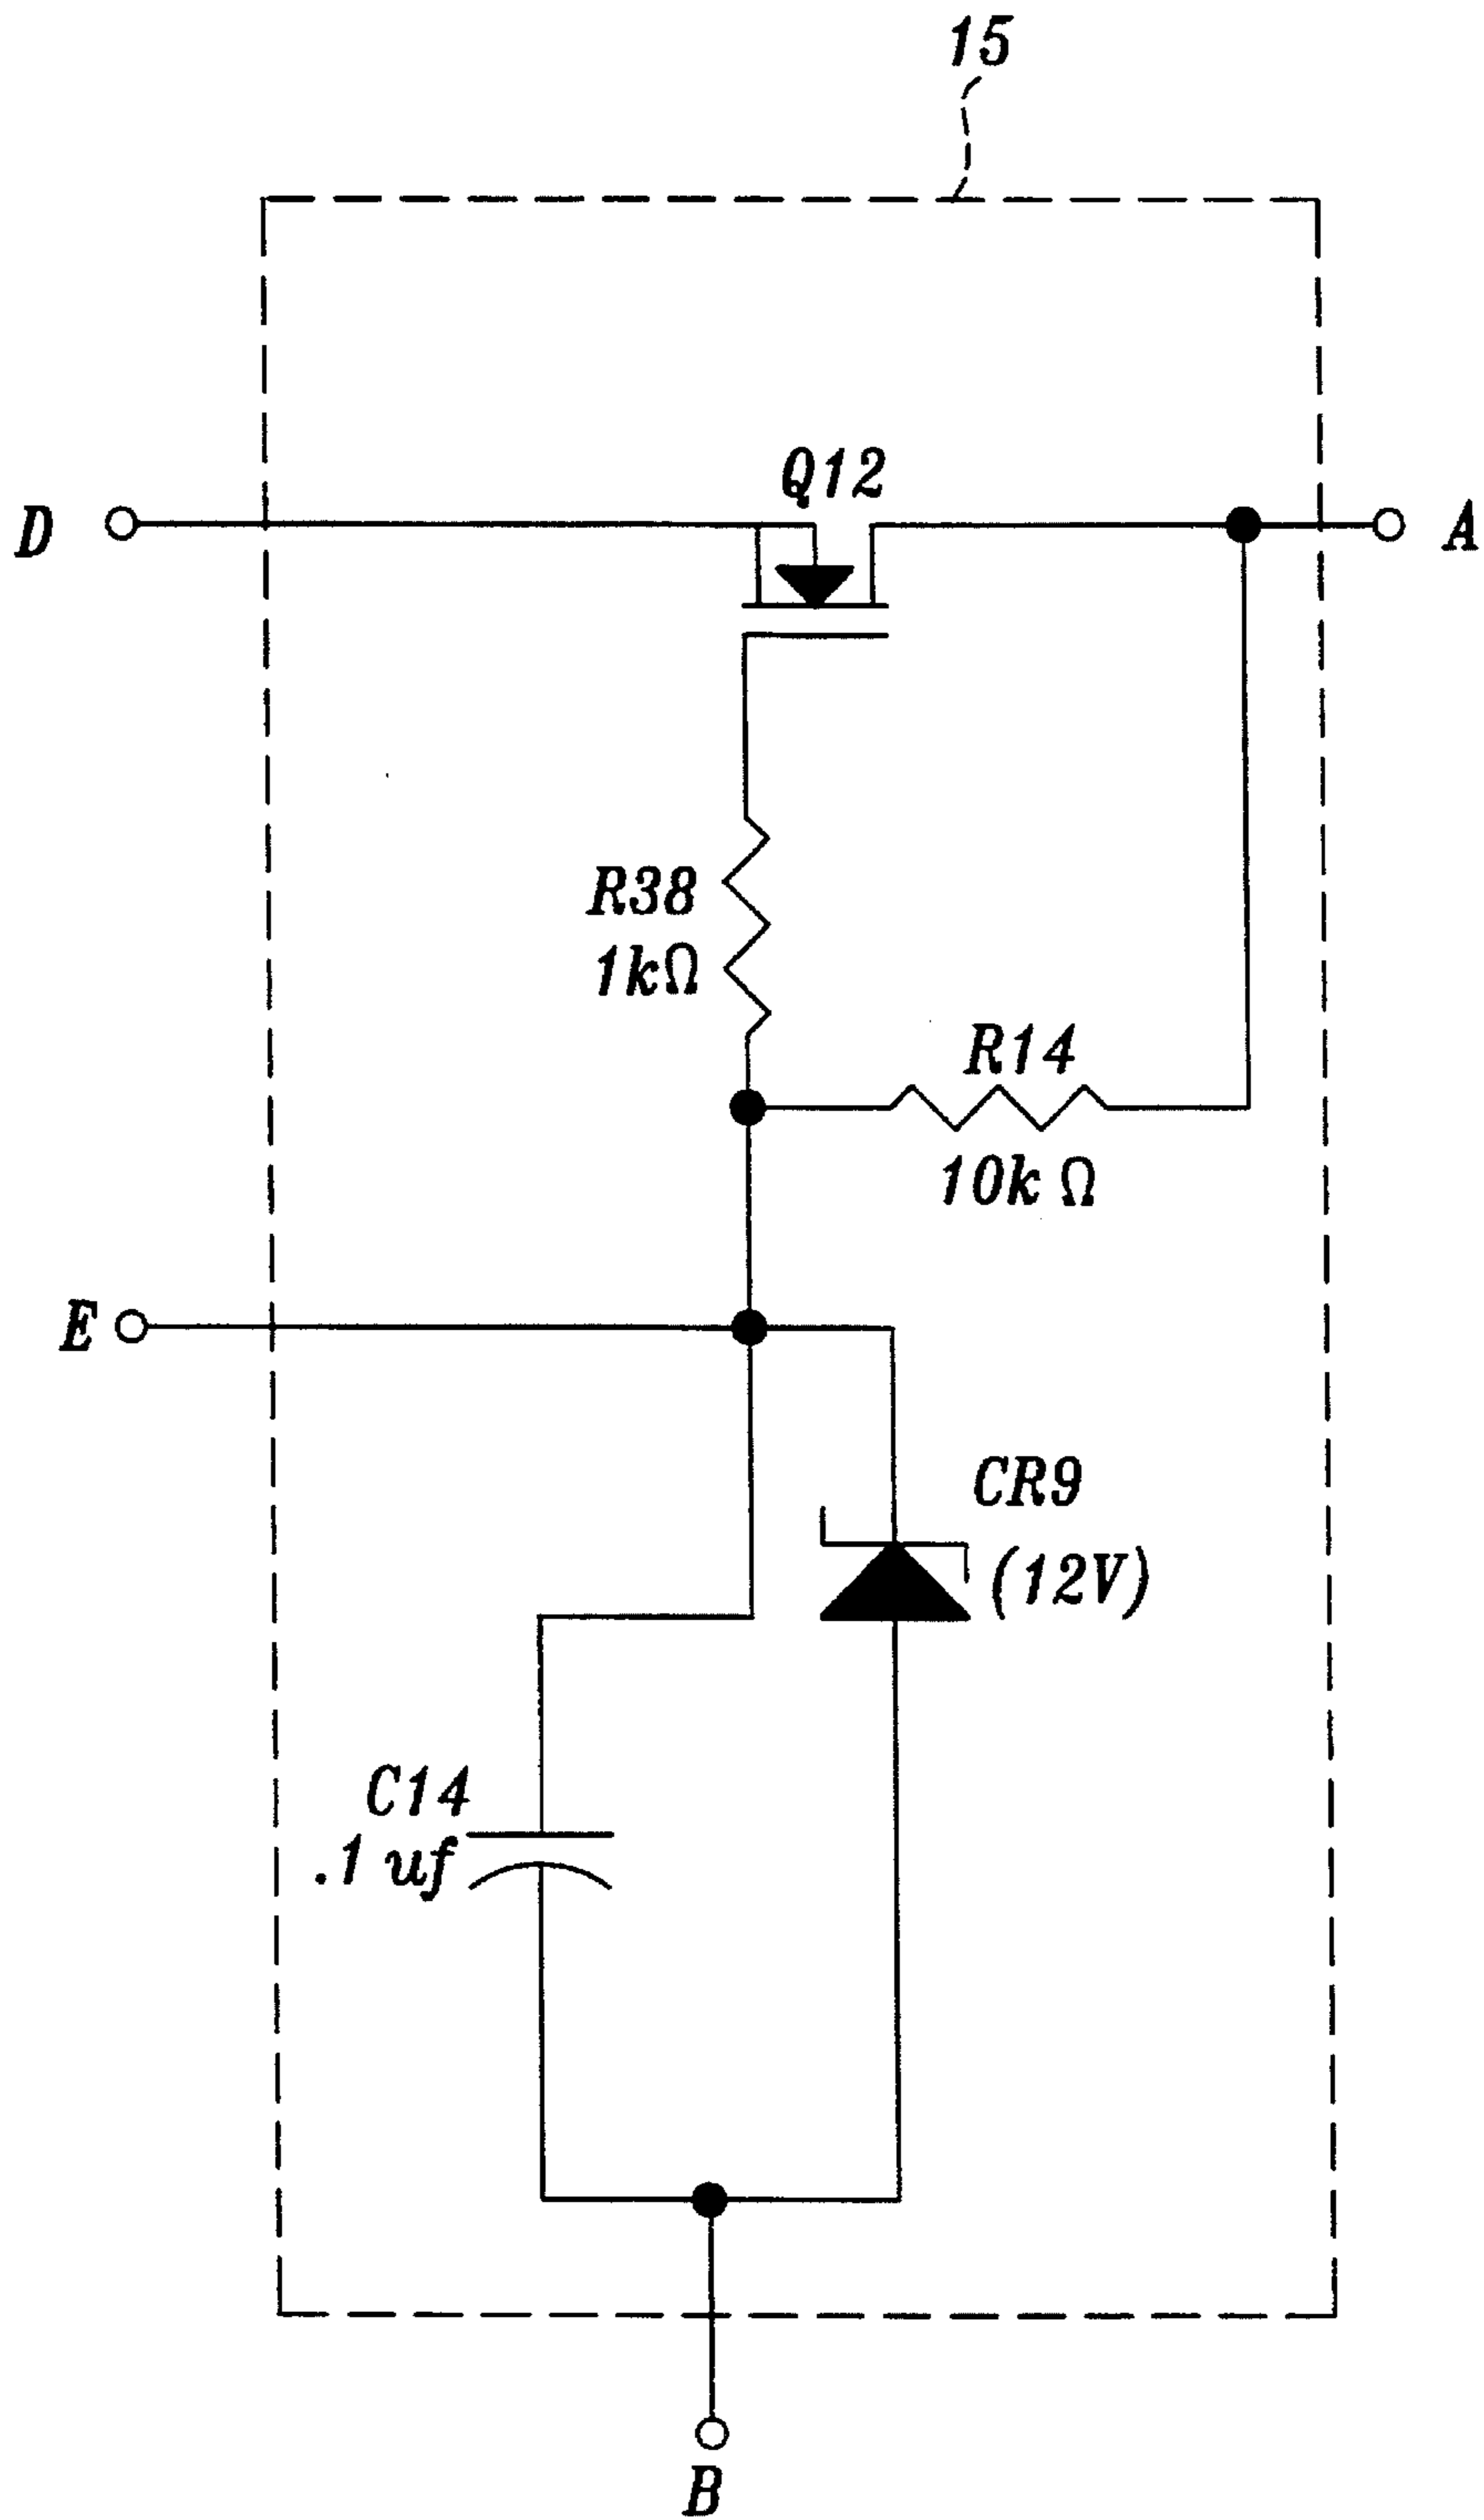 15
Q12
D
A
R38
1kΩ
R14
10k Ω
E
CR9
(12V)
C14
.1 uf
B